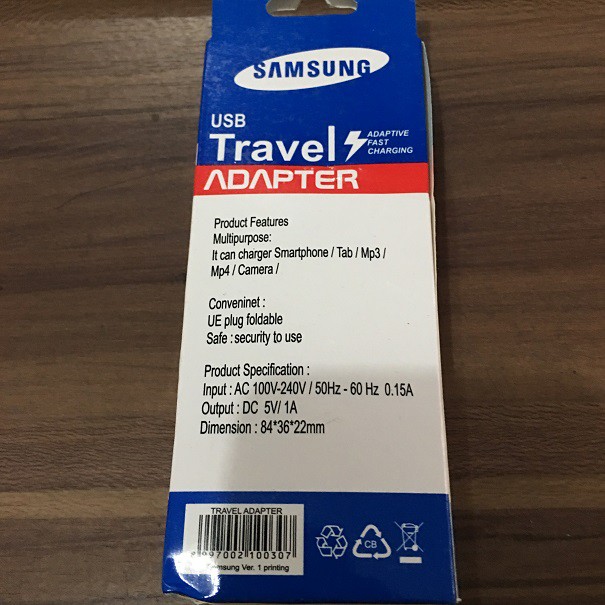 SAMSUNG
USB
Travel
ADAPTIVE
FAST
CHARGING
ADAPTER
Product Features
Multipurpose:
It can charger Smartphone / Tab / Mp3 /
Mp4 / Camera /
Conveninet :
UE plug foldable
Safe : security to use
Product Specification :
Input : AC 100V-240V / 50Hz - 60 Hz 0.15A
Output : DC 5V/ 1A
Dimension : 84*36*22mm
TRAVEL ADAPTER
997002 100307
CB
Ver. 1 printing